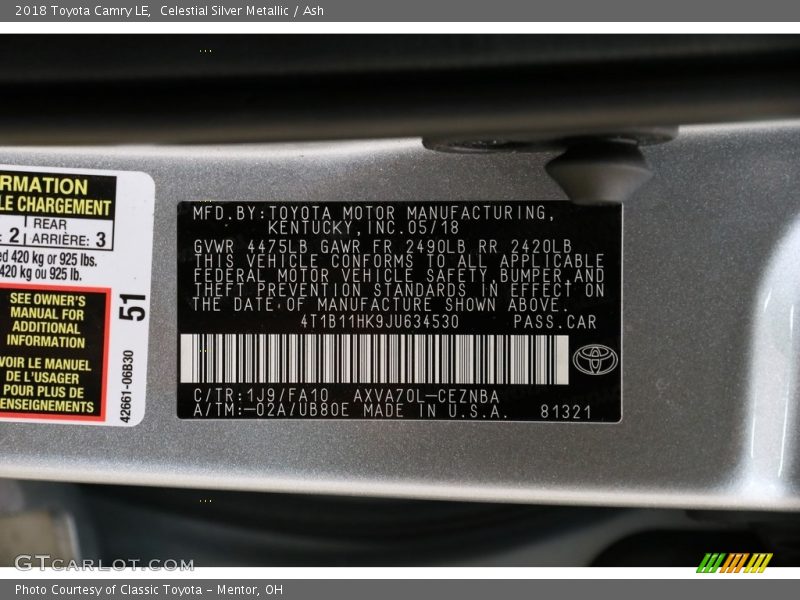 2018 Toyota Camry LE,  Celestial Silver Metallic / Ash
RMATION
LE CHARGEMENT
: 2 REAR
ARRIÈRE: 3
ed 420 kg or 925 lbs.
420 kg ou 925 lb.
SEE OWNER'S
MANUAL FOR
ADDITIONAL
INFORMATION
VOIR LE MANUEL
DE L'USAGER
POUR PLUS DE
ENSEIGNEMENTS
51
42661-06B30
MFD.BY:TOYOTA MOTOR MANUFACTURING,
KENTUCKY,INC.05/18
GVWR 4475LB GAWR FR 2490LB RR 2420LB
THIS VEHICLE CONFORMS TO ALL APPLICABLE
FEDERAL MOTOR VEHICLE SAFETY,BUMPER,AND
THEFT PREVENTION STANDARDS IN EFFECT ON
THE DATE OF MANUFACTURE SHOWN ABOVE.
4T1B11HK9JU634530 PASS.CAR
C/TR:1J9/FA10 AXVA70L-CEZNBA
A/TM:-02A/UB80E MADE IN U.S.A. 81321
GTCARLOT.COM
Photo Courtesy of Classic Toyota - Mentor, OH